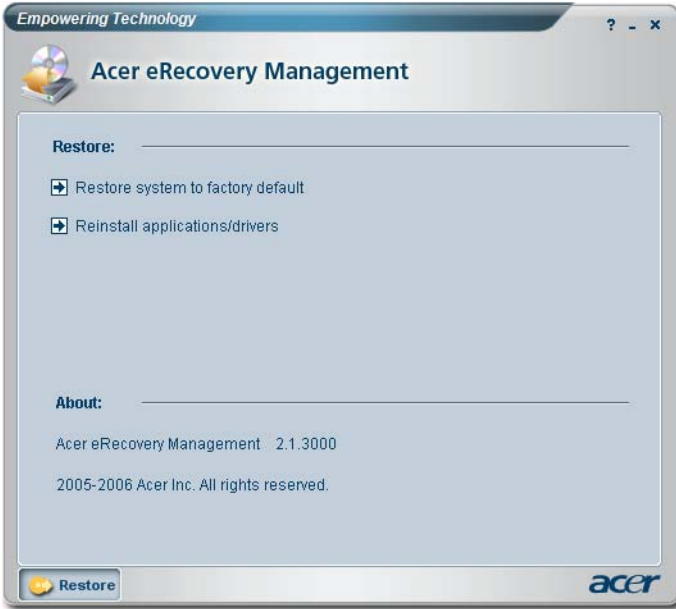 Empowering Technology
? - ×
Acer eRecovery Management
Restore:
Restore system to factory default
Reinstall applications/drivers
About:
Acer eRecovery Management 2.1.3000
2005-2006 Acer Inc. All rights reserved.
Restore
acer